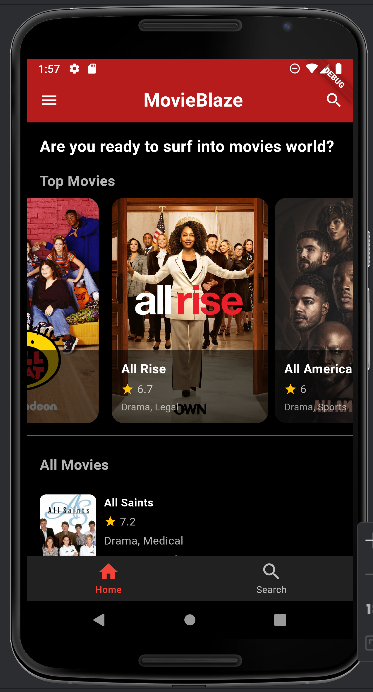 1:57
DEBUG
MovieBlaze
Are you ready to surf into movies world?
Top Movies
all rise
All Rise
6.7
Drama, Legal
OWN
All America
6
Drama, Sports
All Movies
All Saints
All Saints
7.2
Drama, Medical
Home
Search